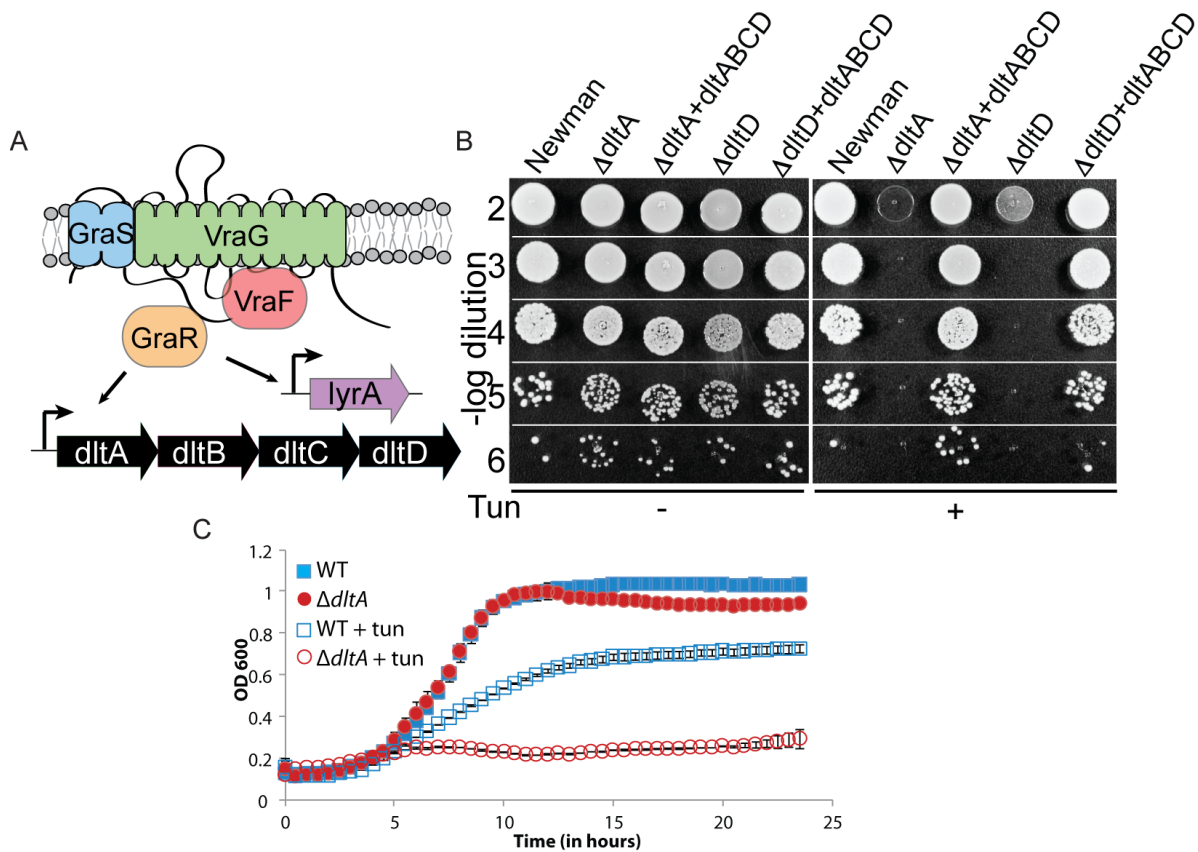 A
GraS
VraG
VraF
GraR
lyrA
dltA dltB dltC dltD
B
Newman ΔdltA ΔdltA+dltABCD ΔdltD ΔdltD+dltABCD Newman ΔdltA ΔdltA+dltABCD ΔdltD ΔdltD+dltABCD
-log dilution
2
3
4
5
6
Tun - +
C
OD 600
1.2
1
0.8
0.6
0.4
0.2
0
WT
ΔdltA
WT + tun
ΔdltA + tun
0 5 10 15 20 25
Time (in hours)